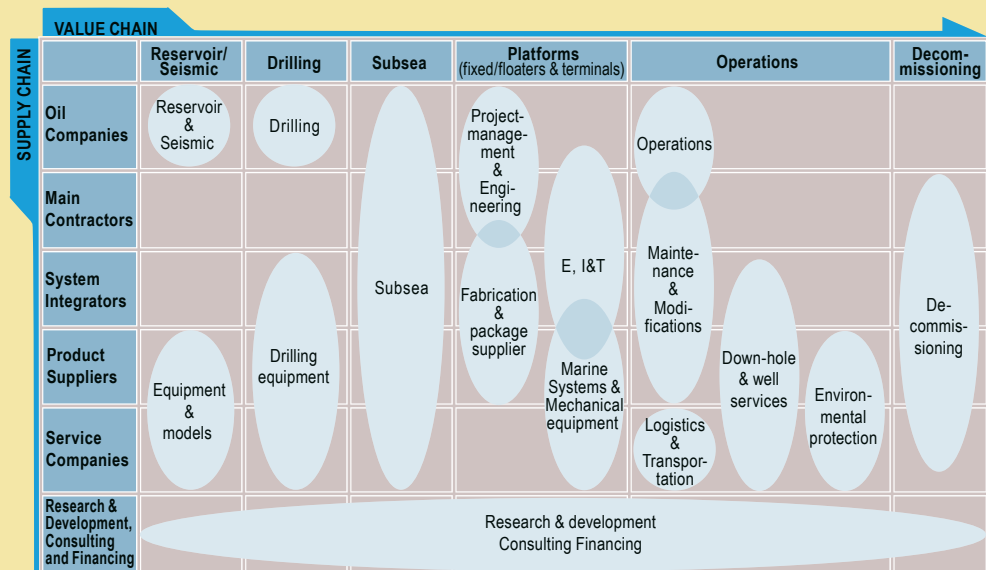 VALUE CHAIN
SUPPLY CHAIN
Reservoir/
Seismic
Drilling
Subsea
Platforms
(fixed/floaters & terminals)
Operations
Decom-
missioning
Oil
Companies
Main
Contractors
System
Integrators
Product
Suppliers
Service
Companies
Research &
Development,
Consulting
and Financing
Reservoir
&
Seismic
Drilling
Project-
manage-
ment
&
Engi-
neering
Operations
Subsea
E, I&T
Fabrication
&
package
supplier
Mainte-
nance
&
Modi-
fications
De-
commis-
sioning
Equipment
&
models
Drilling
equipment
Marine
Systems &
Mechanical
equipment
Down-hole
& well
services
Environ-
mental
protection
Logistics
&
Transpor-
tation
Research & development
Consulting Financing